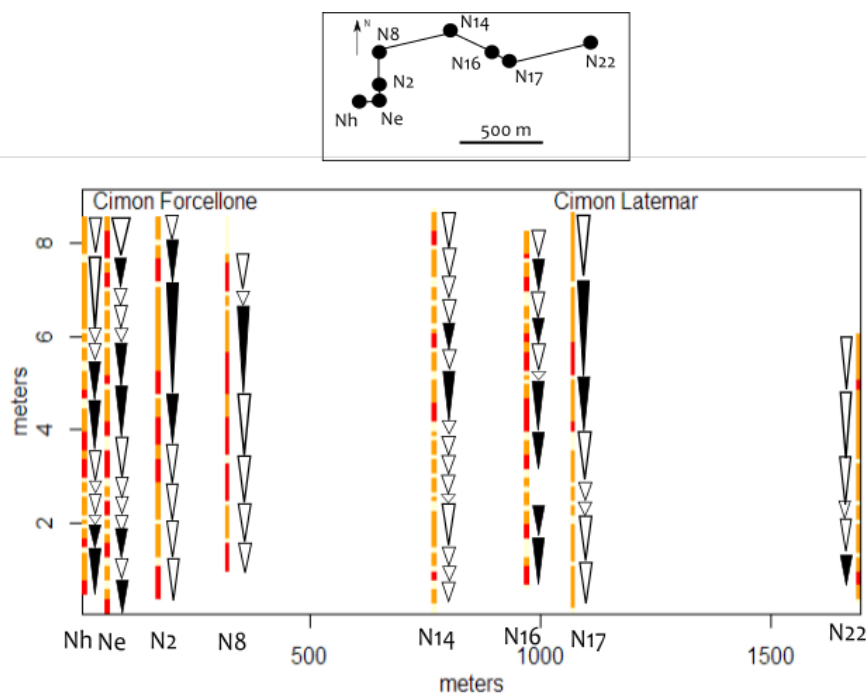 N
N8
N14
N16
N17
N22
N2
Nh
Ne
500 m
Cimon Forcellone
Cimon Latemar
8
6
4
2
meters
Nh
Ne
N2
N8
N14
N16
N17
N22
500
1000
1500
meters